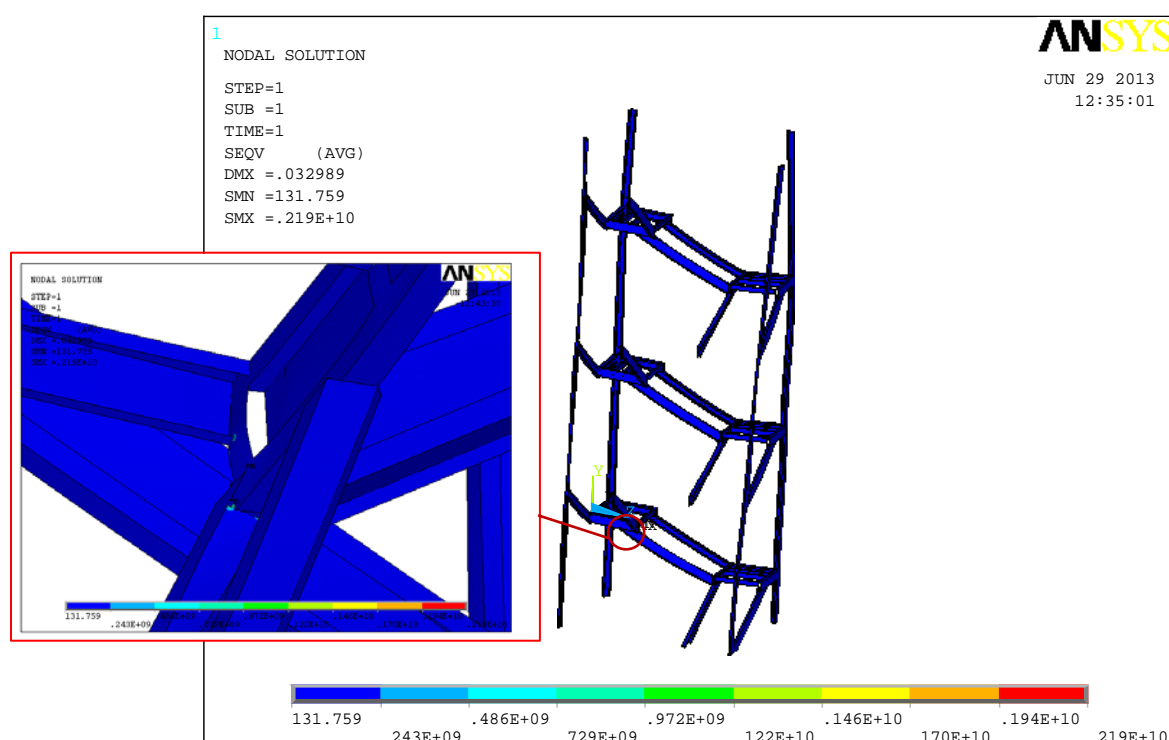 1
NODAL SOLUTION
ANSYS
JUN 29 2013
12:35:01
STEP=1
SUB =1
TIME=1
SEQV (AVG)
DMX =.032989
SMN =131.759
SMX =.219E+10
NODAL SOLUTION
ANSYS
STEP=1
SUB =1
131.759
.243E+09
Y
131.759 .486E+09 .972E+09 .146E+10 .194E+10
243E+09 729E+09 122E+10 170E+10 219E+10